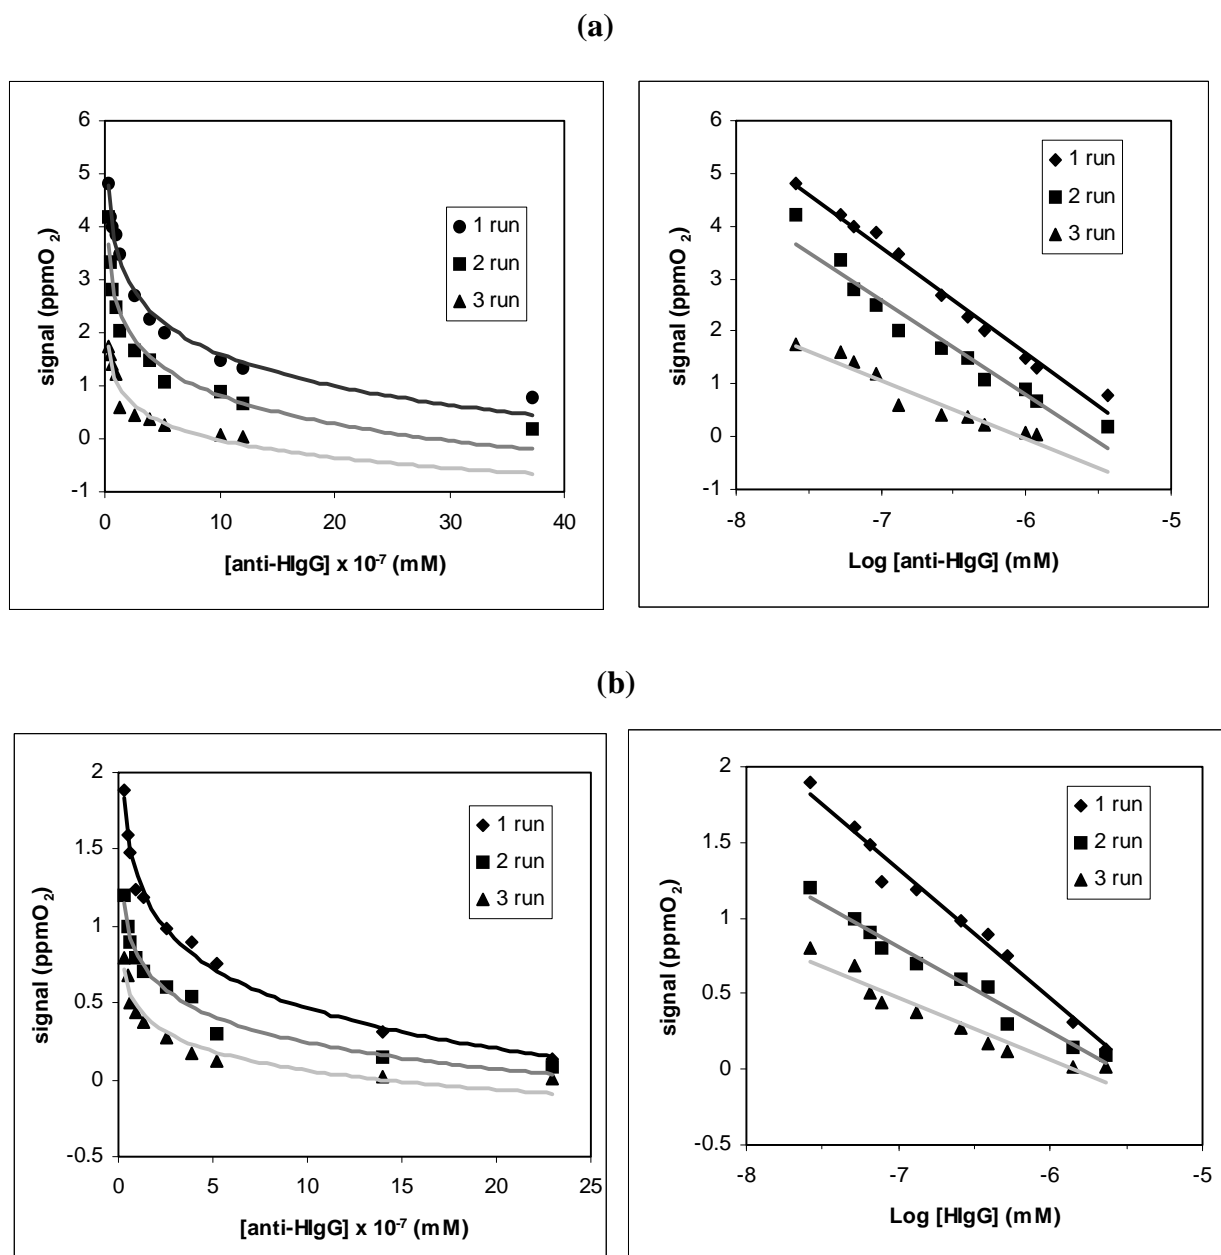 (a)
6
5
4
3
2
1
0
-1
signal (ppmO2)
0 10 20 30 40
[anti-HIgG] x 10-7 (mM)
1 run
2 run
3 run
6
5
4
3
2
1
0
-1
signal (ppmO2)
-8 -7 -6 -5
Log [anti-HIgG] (mM)
1 run
2 run
3 run
(b)
2
1.5
1
0.5
0
-0.5
signal (ppmO2)
0 5 10 15 20 25
[anti-HIgG] x 10-7 (mM)
1 run
2 run
3 run
2
1.5
1
0.5
0
-0.5
signal (ppmO2)
-8 -7 -6 -5
Log [HIgG] (mM)
1 run
2 run
3 run